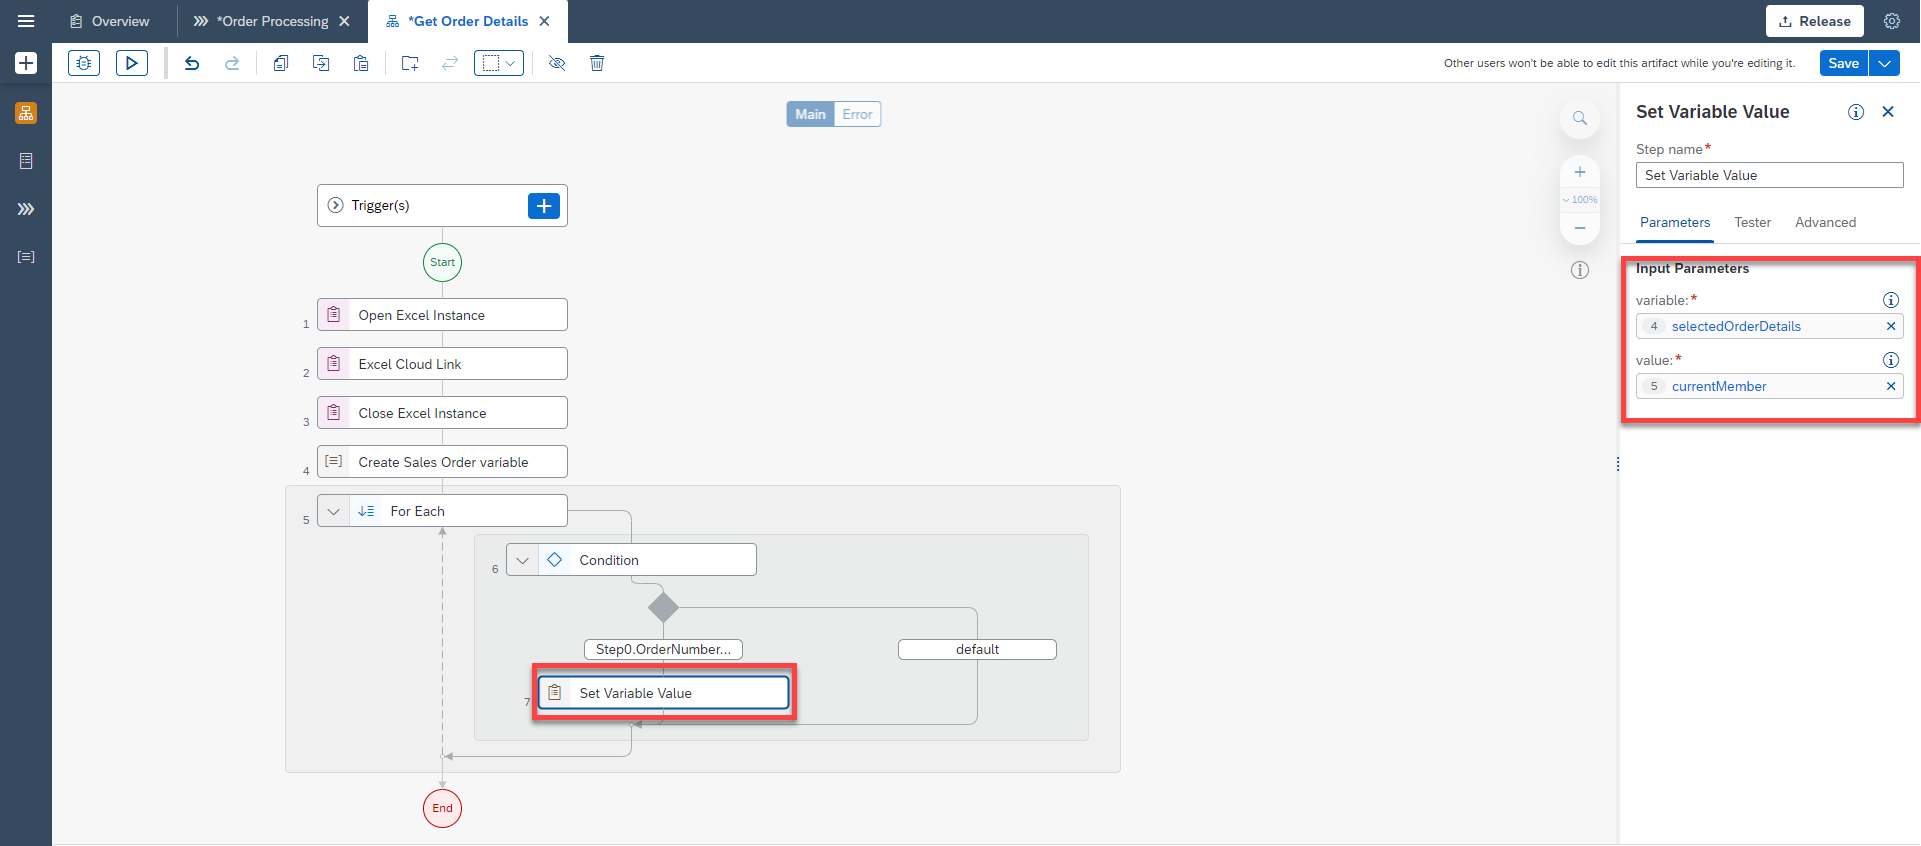 Overview
*Order Processing
*Get Order Details
Release
Other users won't be able to edit this artifact while you're editing it.
Save
Main
Error
100%
Trigger(s)
Start
1
Open Excel Instance
2
Excel Cloud Link
3
Close Excel Instance
4
Create Sales Order variable
5
For Each
6
Condition
Step0.OrderNumber...
default
7
Set Variable Value
End
Set Variable Value
Step name*
Set Variable Value
Parameters
Tester
Advanced
Input Parameters
variable:*
4 selectedOrderDetails
value:*
5 currentMember